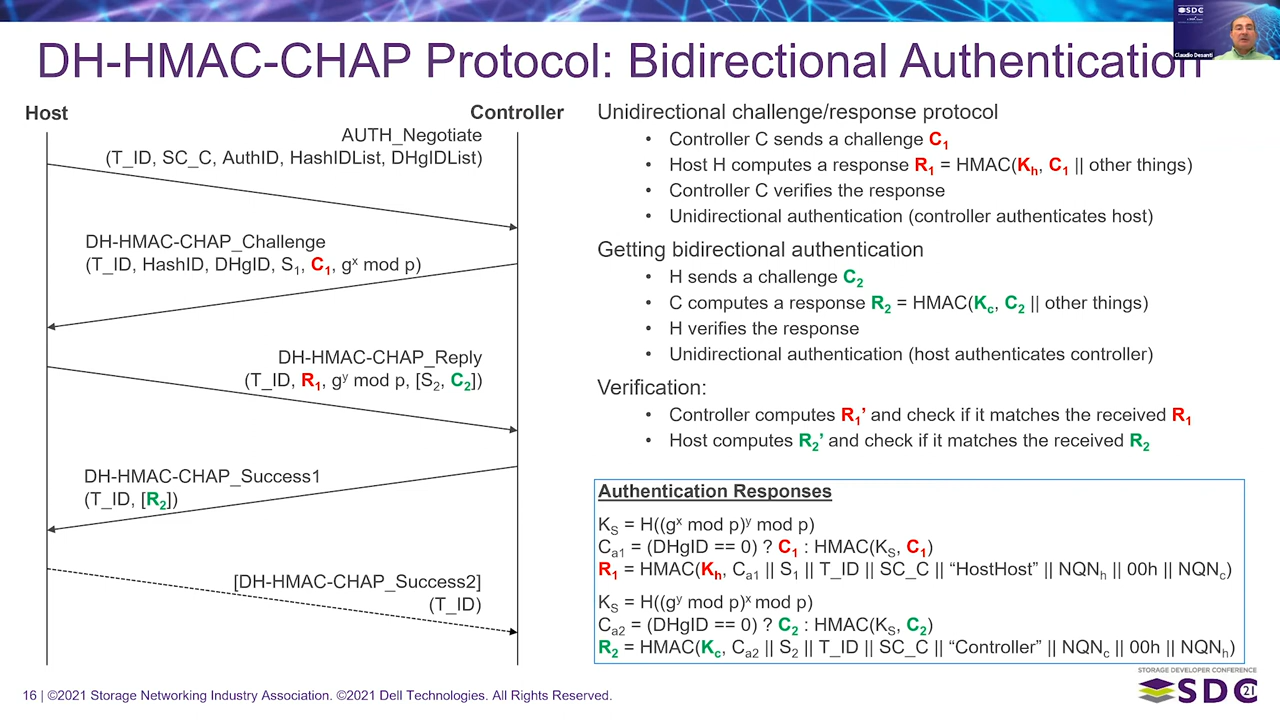 DH-HMAC-CHAP Protocol: Bidirectional Authentication
SDC
Claudio Desanti
Host
Controller
AUTH_Negotiate
(T_ID, SC_C, AuthID, HashIDList, DHgIDList)
DH-HMAC-CHAP_Challenge
(T_ID, HashID, DHgID, S1, C1, gx mod p)
DH-HMAC-CHAP_Reply
(T_ID, R1, gy mod p, [S2, C2])
DH-HMAC-CHAP_Success1
(T_ID, [R2])
[DH-HMAC-CHAP_Success2]
(T_ID)
Unidirectional challenge/response protocol
• Controller C sends a challenge C1
• Host H computes a response R1 = HMAC(Kh, C1 || other things)
• Controller C verifies the response
• Unidirectional authentication (controller authenticates host)
Getting bidirectional authentication
• H sends a challenge C2
• C computes a response R2 = HMAC(Kc, C2 || other things)
• H verifies the response
• Unidirectional authentication (host authenticates controller)
Verification:
• Controller computes R1’ and check if it matches the received R1
• Host computes R2’ and check if it matches the received R2
Authentication Responses
KS = H((gx mod p)y mod p)
Ca1 = (DHgID == 0) ? C1 : HMAC(KS, C1)
R1 = HMAC(Kh, Ca1 || S1 || T_ID || SC_C || “HostHost” || NQNh || 00h || NQNc)
KS = H((gy mod p)x mod p)
Ca2 = (DHgID == 0) ? C2 : HMAC(KS, C2)
R2 = HMAC(Kc, Ca2 || S2 || T_ID || SC_C || “Controller” || NQNc || 00h || NQNh)
16 | ©2021 Storage Networking Industry Association. ©2021 Dell Technologies. All Rights Reserved.
STORAGE DEVELOPER CONFERENCE
SDC 21